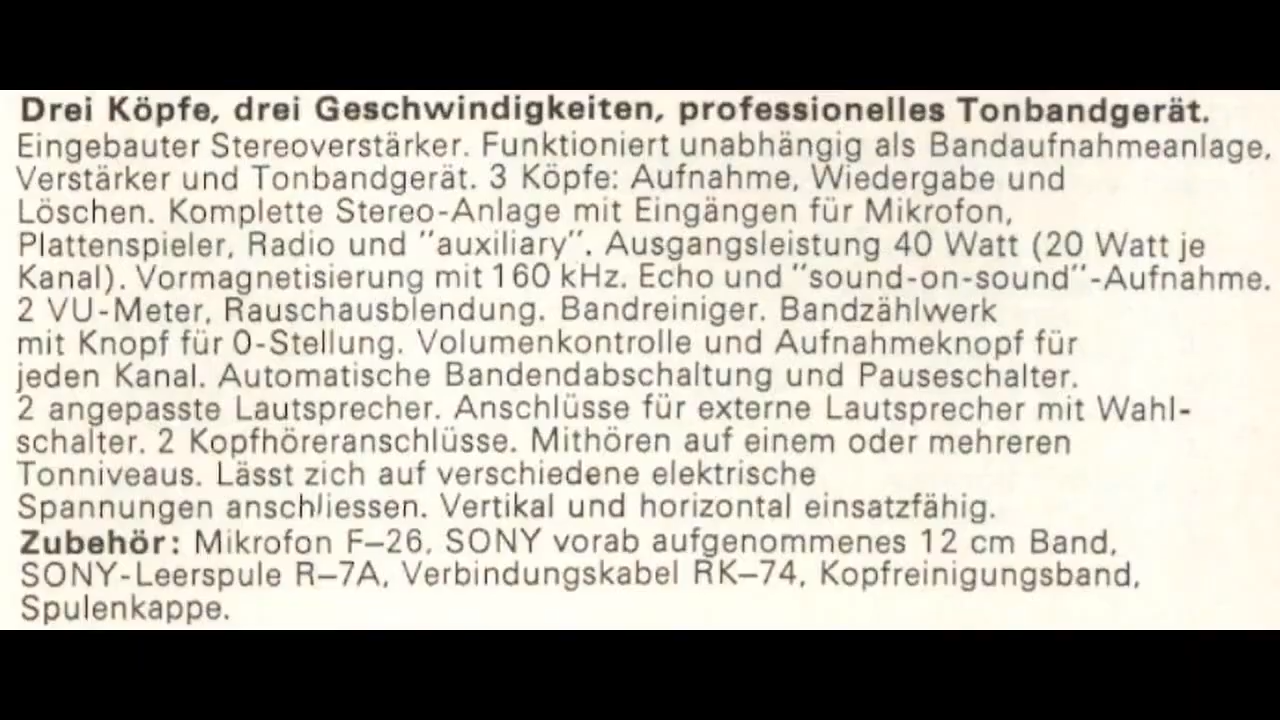 Drei Köpfe, drei Geschwindigkeiten, professionelles Tonbandgerät.
Eingebauter Stereoverstärker. Funktioniert unabhängig als Bandaufnahmeanlage,
Verstärker und Tonbandgerät. 3 Köpfe: Aufnahme, Wiedergabe und
Löschen. Komplette Stereo-Anlage mit Eingängen für Mikrofon,
Plattenspieler, Radio und "auxiliary". Ausgangsleistung 40 Watt (20 Watt je
Kanal). Vormagnetisierung mit 160 kHz. Echo und "sound-on-sound"-Aufnahme.
2 VU-Meter, Rauschausblendung. Bandreiniger. Bandzählwerk
mit Knopf für 0-Stellung. Volumenkontrolle und Aufnahmeknopf für
jeden Kanal. Automatische Bandendabschaltung und Pauseschalter.
2 angepasste Lautsprecher. Anschlüsse für externe Lautsprecher mit Wahl-
schalter. 2 Kopfhöreranschlüsse. Mithören auf einem oder mehreren
Tonniveaus. Lässt zich auf verschiedene elektrische
Spannungen anschliessen. Vertikal und horizontal einsatzfähig.
Zubehör: Mikrofon F–26, SONY vorab aufgenommenes 12 cm Band,
SONY-Leerspule R–7A, Verbindungskabel RK–74, Kopfreinigungsband,
Spulenkappe.